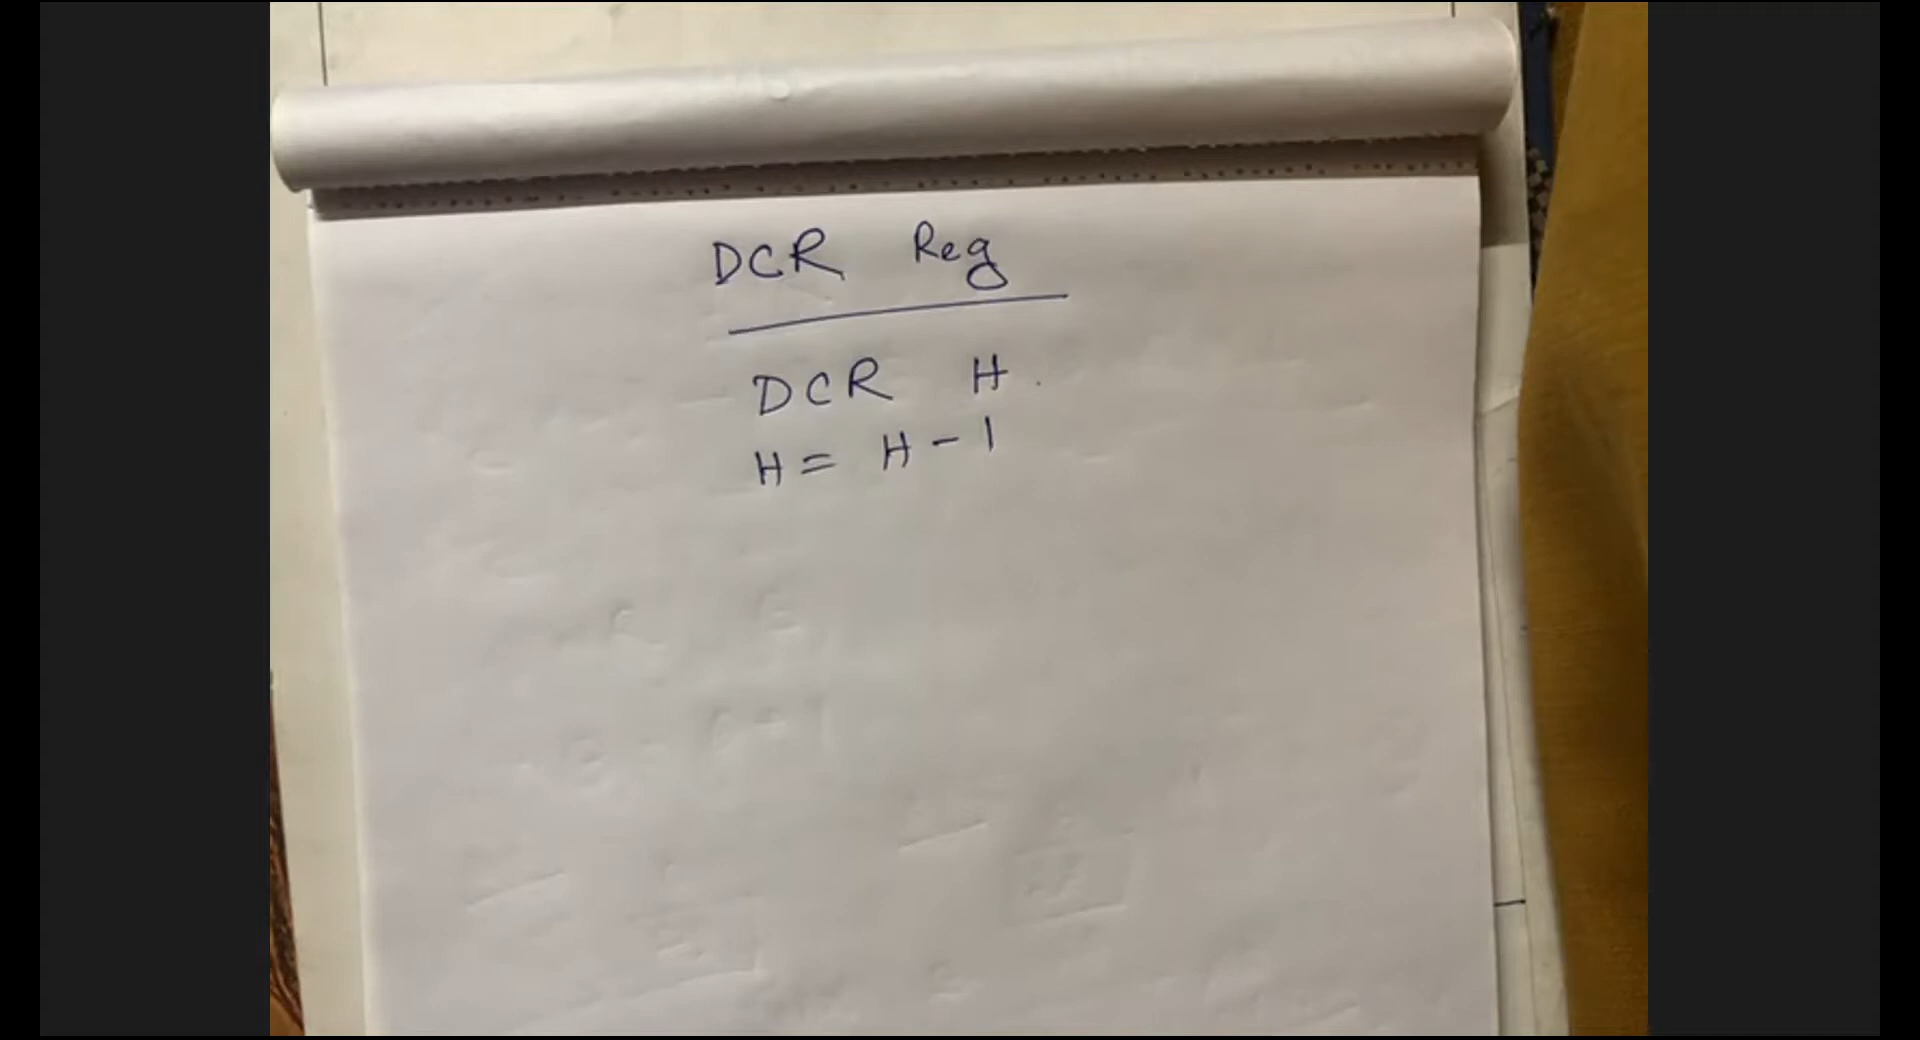 DCR Reg
DCR H.
H = H - 1